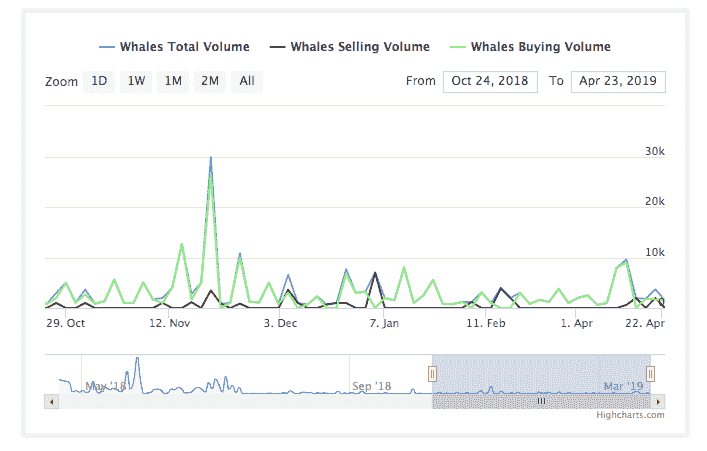 Whales Total Volume Whales Selling Volume Whales Buying Volume
Zoom 1D 1W 1M 2M All From Oct 24, 2018 To Apr 23, 2019
30k
20k
10k
0
29. Oct 12. Nov 3. Dec 7. Jan 11. Feb 1. Apr 22. Apr
May '18 Sep '18 Mar '19
Highcharts.com